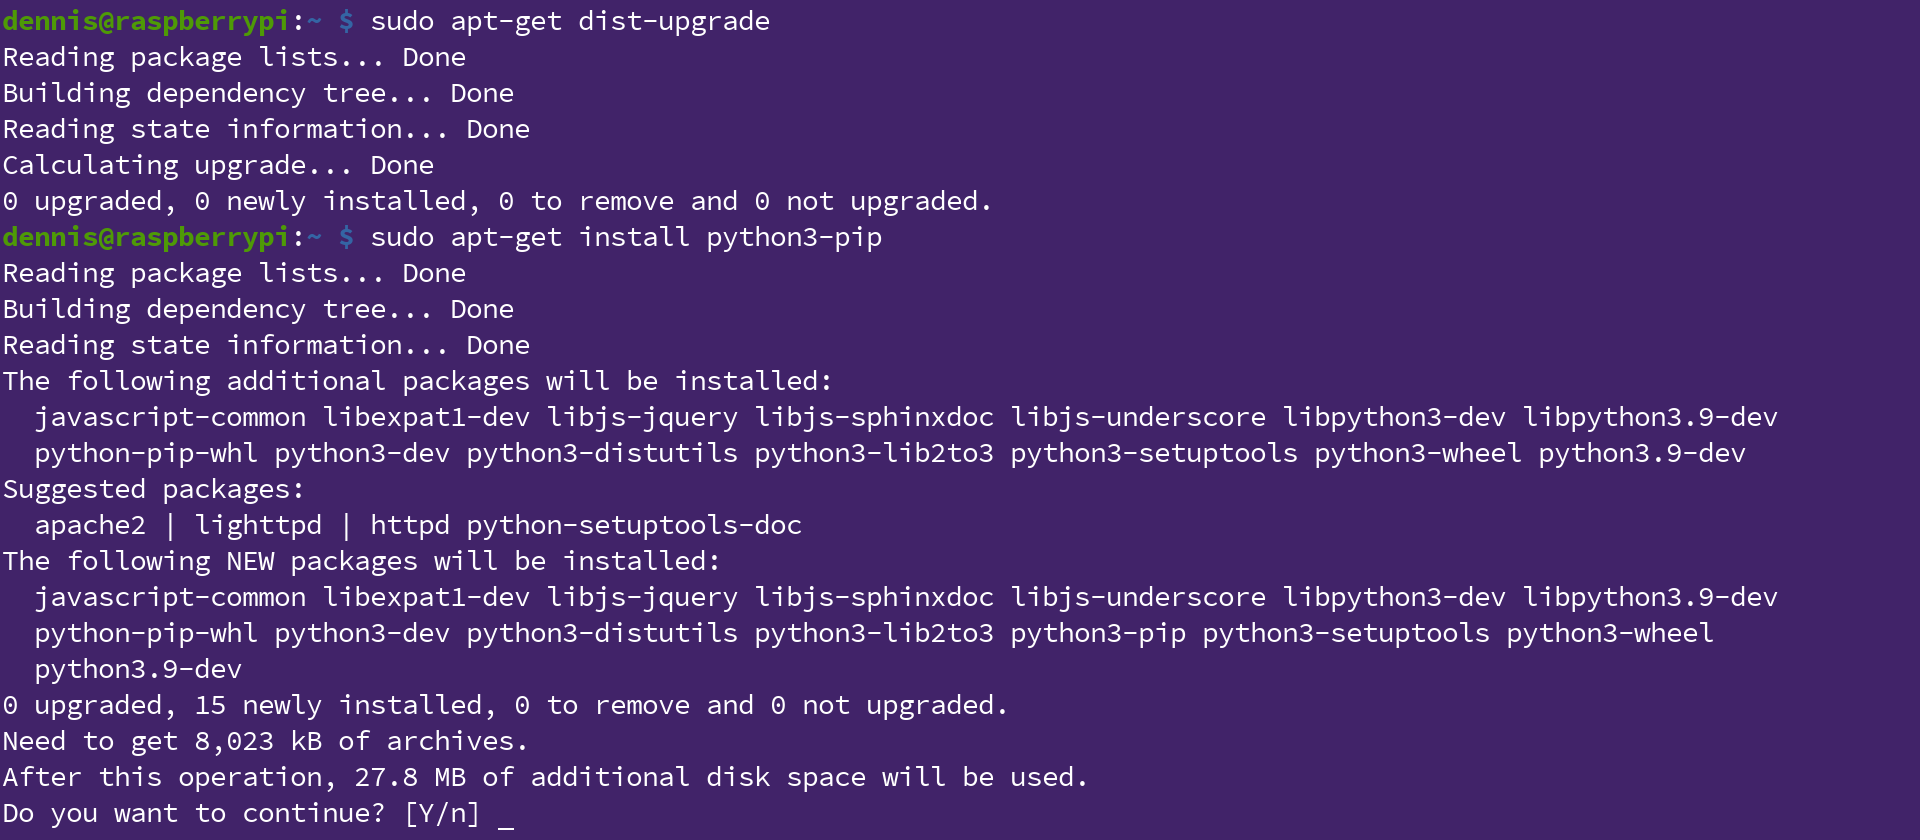 dennis@raspberrypi:~ $ sudo apt-get dist-upgrade
Reading package lists... Done
Building dependency tree... Done
Reading state information... Done
Calculating upgrade... Done
0 upgraded, 0 newly installed, 0 to remove and 0 not upgraded.
dennis@raspberrypi:~ $ sudo apt-get install python3-pip
Reading package lists... Done
Building dependency tree... Done
Reading state information... Done
The following additional packages will be installed:
  javascript-common libexpat1-dev libjs-jquery libjs-sphinxdoc libjs-underscore libpython3-dev libpython3.9-dev
  python-pip-whl python3-dev python3-distutils python3-lib2to3 python3-setuptools python3-wheel python3.9-dev
Suggested packages:
  apache2 | lighttpd | httpd python-setuptools-doc
The following NEW packages will be installed:
  javascript-common libexpat1-dev libjs-jquery libjs-sphinxdoc libjs-underscore libpython3-dev libpython3.9-dev
  python-pip-whl python3-dev python3-distutils python3-lib2to3 python3-pip python3-setuptools python3-wheel
  python3.9-dev
0 upgraded, 15 newly installed, 0 to remove and 0 not upgraded.
Need to get 8,023 kB of archives.
After this operation, 27.8 MB of additional disk space will be used.
Do you want to continue? [Y/n] _